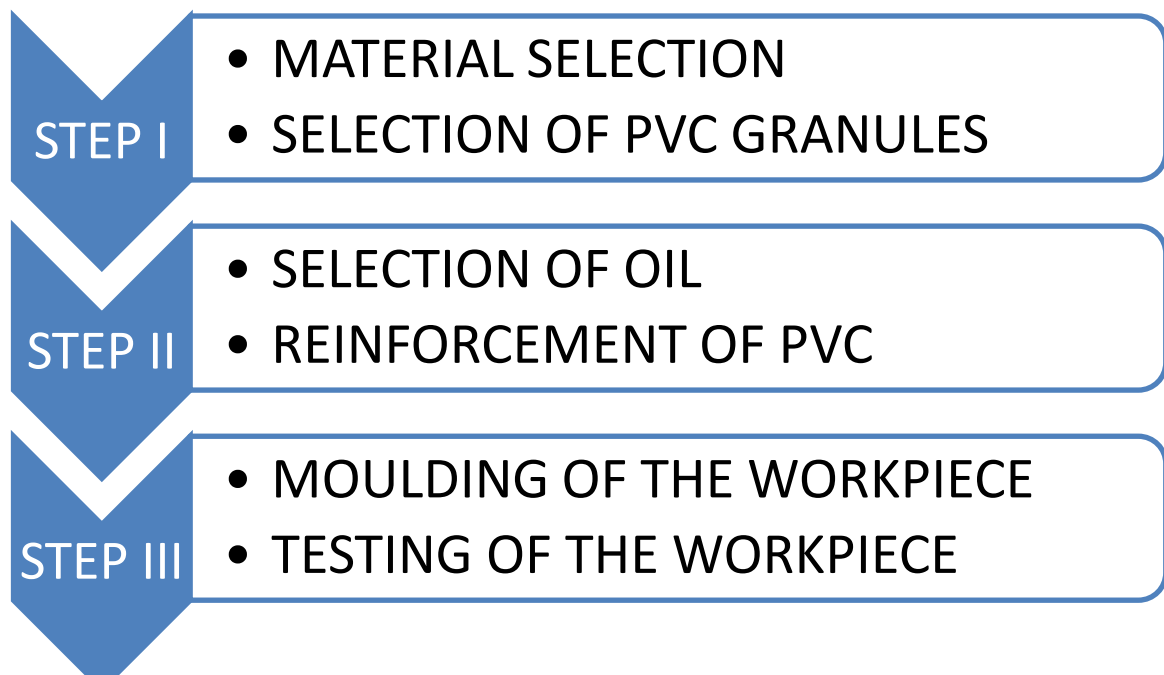 STEP I
• MATERIAL SELECTION
• SELECTION OF PVC GRANULES
STEP II
• SELECTION OF OIL
• REINFORCEMENT OF PVC
STEP III
• MOULDING OF THE WORKPIECE
• TESTING OF THE WORKPIECE